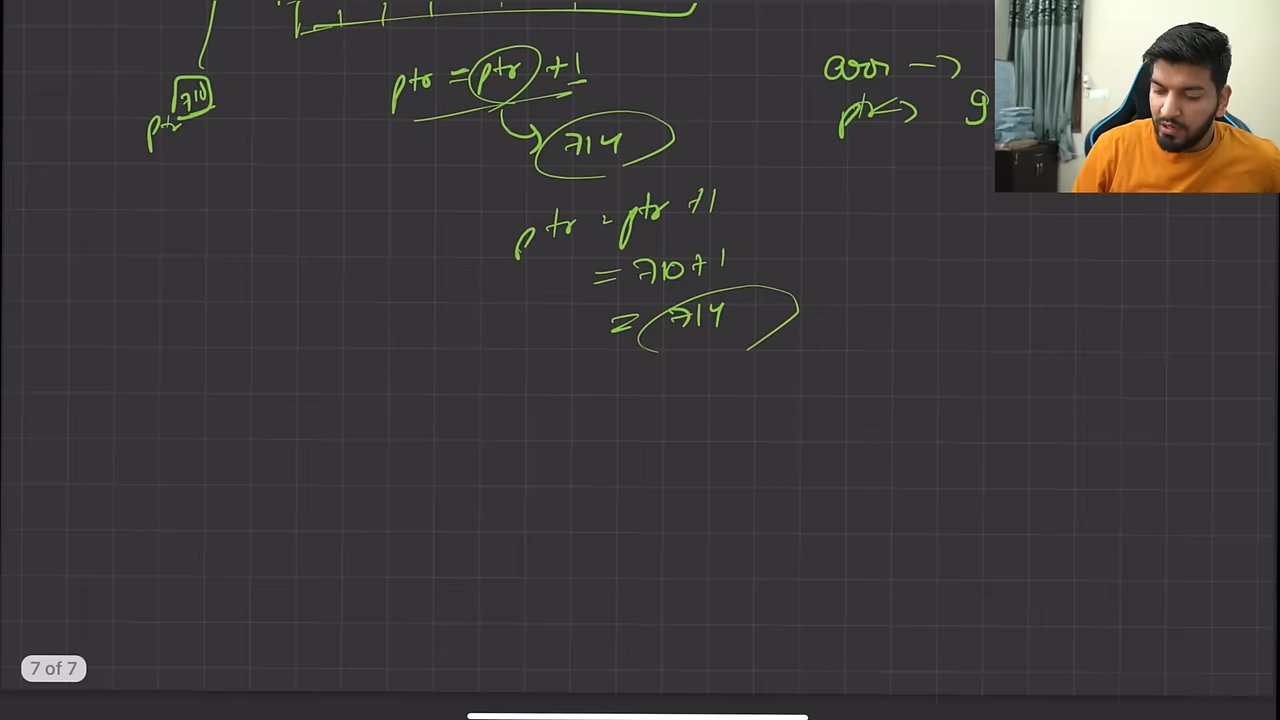 ptr = ptr + 1
arr ->
710
ptr
ptr <-> 9
714
ptr = ptr + 1
= 710 + 1
= 714
7 of 7